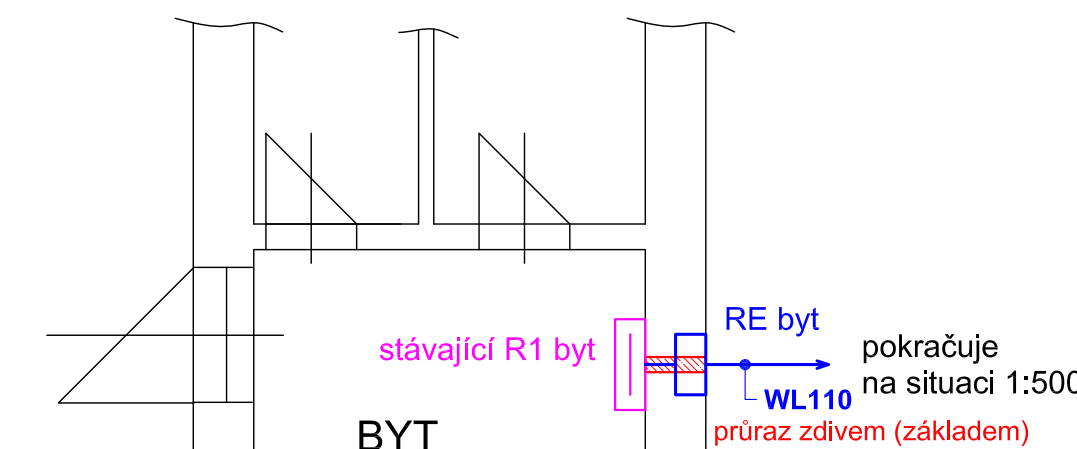 RE byt
stávající R1 byt
pokračuje
na situaci 1:500
WL110
průraz zdivem (základem)
BYT